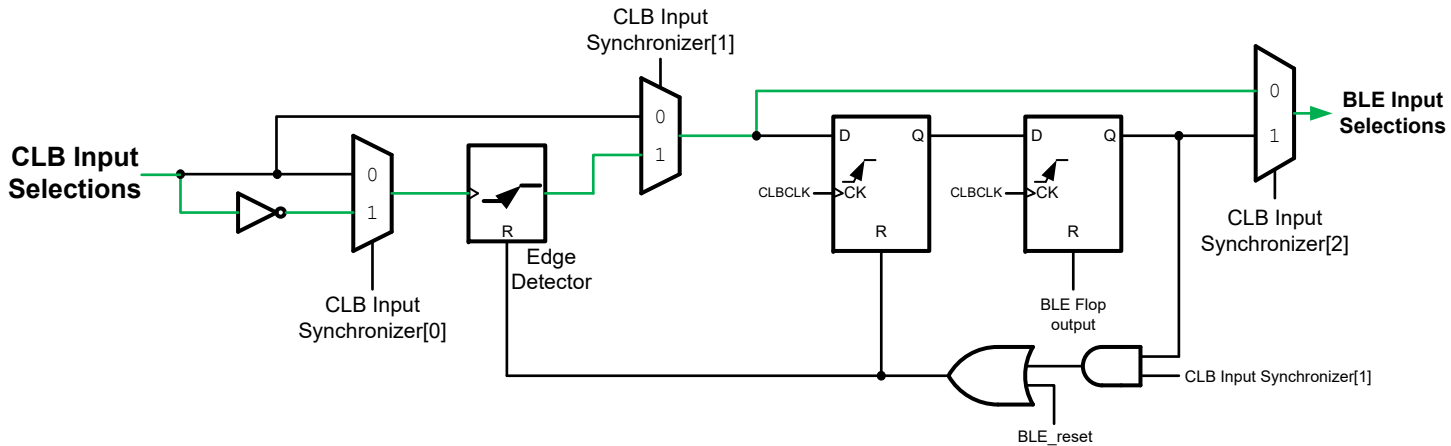 CLB Input
Synchronizer[1]
CLB Input
Selections
0
1
CLB Input
Synchronizer[0]
R
Edge
Detector
0
1
D
Q
CLBCLK
CK
R
D
Q
CLBCLK
CK
R
BLE Flop
output
0
1
BLE Input
Selections
CLB Input
Synchronizer[2]
CLB Input Synchronizer[1]
BLE_reset